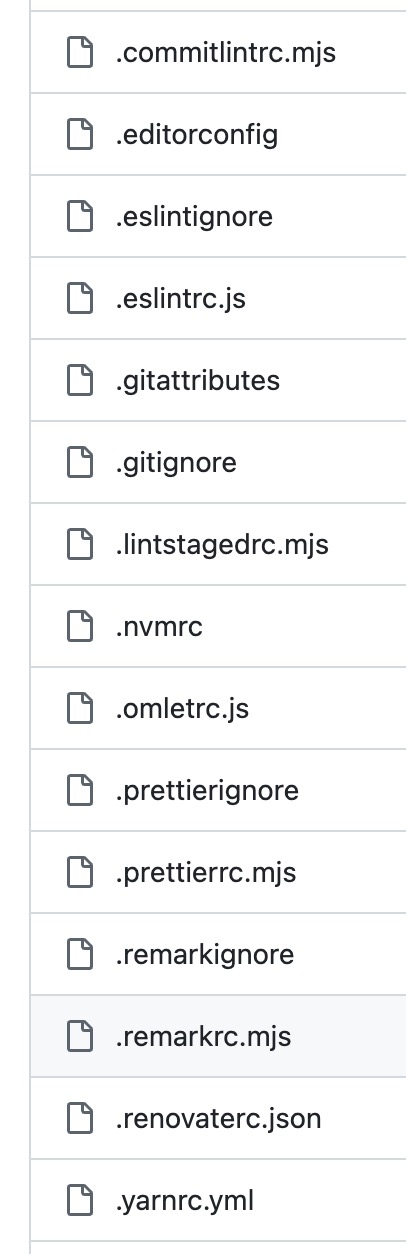 .commitlintrc.mjs
.editorconfig
.eslintignore
.eslintrc.js
.gitattributes
.gitignore
.lintstagedrc.mjs
.nvmrc
.omletrc.js
.prettierignore
.prettierrc.mjs
.remarkignore
.remarkrc.mjs
.renovaterc.json
.yarnrc.yml